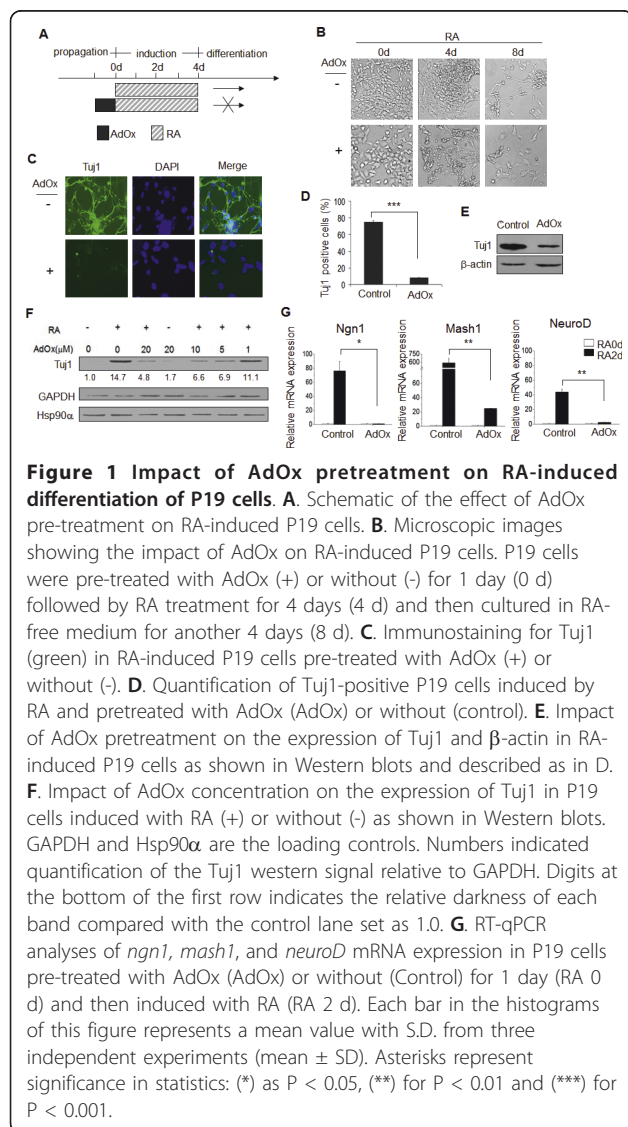 A
propagation induction differentiation
0d 2d 4d
AdOx RA
B
RA
0d 4d 8d
AdOx
-
+
C
Tuj1 DAPI Merge
AdOx
-
+
D
Tuj1 positive cells (%)
100
80
60
40
20
0
***
Control AdOx
E
Control AdOx
Tuj1
β-actin
F
RA - + + - + + +
AdOx(μM) 0 0 20 20 10 5 1
Tuj1
1.0 14.7 4.8 1.7 6.6 6.9 11.1
GAPDH
Hsp90α
G
Relative mRNA expression
Ngn1
100
80
60
40
20
0
*
Control AdOx
Relative mRNA expression
Mash1
750
600
80
60
40
20
0
**
Control AdOx
Relative mRNA expression
NeuroD
100
80
60
40
20
0
**
Control AdOx
RA0d
RA2d
Figure 1 Impact of AdOx pretreatment on RA-induced
differentiation of P19 cells. A. Schematic of the effect of AdOx
pre-treatment on RA-induced P19 cells. B. Microscopic images
showing the impact of AdOx on RA-induced P19 cells. P19 cells
were pre-treated with AdOx (+) or without (-) for 1 day (0 d)
followed by RA treatment for 4 days (4 d) and then cultured in RA-
free medium for another 4 days (8 d). C. Immunostaining for Tuj1
(green) in RA-induced P19 cells pre-treated with AdOx (+) or
without (-). D. Quantification of Tuj1-positive P19 cells induced by
RA and pretreated with AdOx (AdOx) or without (control). E. Impact
of AdOx pretreatment on the expression of Tuj1 and β-actin in RA-
induced P19 cells as shown in Western blots and described as in D.
F. Impact of AdOx concentration on the expression of Tuj1 in P19
cells induced with RA (+) or without (-) as shown in Western blots.
GAPDH and Hsp90α are the loading controls. Numbers indicated
quantification of the Tuj1 western signal relative to GAPDH. Digits at
the bottom of the first row indicates the relative darkness of each
band compared with the control lane set as 1.0. G. RT-qPCR
analyses of ngn1, mash1, and neuroD mRNA expression in P19 cells
pre-treated with AdOx (AdOx) or without (Control) for 1 day (RA 0
d) and then induced with RA (RA 2 d). Each bar in the histograms
of this figure represents a mean value with S.D. from three
independent experiments (mean ± SD). Asterisks represent
significance in statistics: (*) as P < 0.05, (**) for P < 0.01 and (***) for
P < 0.001.